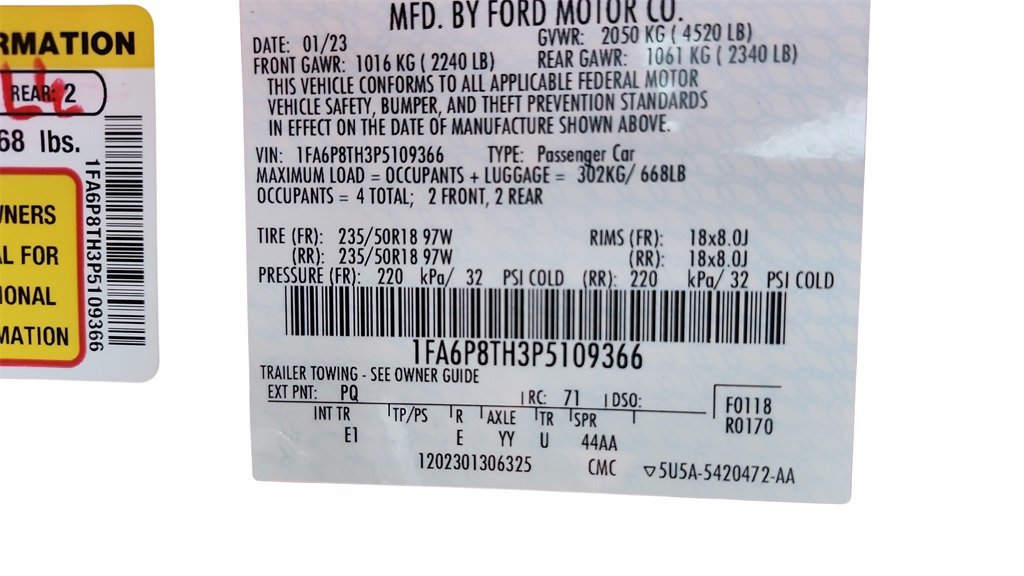 RMATION
REAR: 2
68 lbs.
1FA6P8TH3P5109366
WNERS
AL FOR
IONAL
MATION
MFD. BY FORD MOTOR CO.
DATE: 01/23 GVWR: 2050 KG ( 4520 LB)
FRONT GAWR: 1016 KG ( 2240 LB) REAR GAWR: 1061 KG ( 2340 LB)
THIS VEHICLE CONFORMS TO ALL APPLICABLE FEDERAL MOTOR
VEHICLE SAFETY, BUMPER, AND THEFT PREVENTION STANDARDS
IN EFFECT ON THE DATE OF MANUFACTURE SHOWN ABOVE.
VIN: 1FA6P8TH3P5109366 TYPE: Passenger Car
MAXIMUM LOAD = OCCUPANTS + LUGGAGE = 302KG/ 668LB
OCCUPANTS = 4 TOTAL; 2 FRONT, 2 REAR
TIRE (FR): 235/50R18 97W RIMS (FR): 18x8.0J
(RR): 235/50R18 97W (RR): 18x8.0J
PRESSURE (FR): 220 kPa/ 32 PSI COLD (RR): 220 kPa/ 32 PSI COLD
1FA6P8TH3P5109366
TRAILER TOWING - SEE OWNER GUIDE
EXT PNT: PQ RC: 71 DSO:
INT TR TP/PS R AXLE TR SPR
E1 E YY U 44AA
F0118
R0170
1202301306325 CMC ▽5U5A-5420472-AA